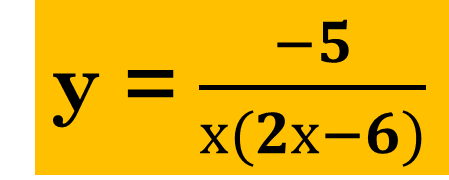 y = −5 / x(2x−6)